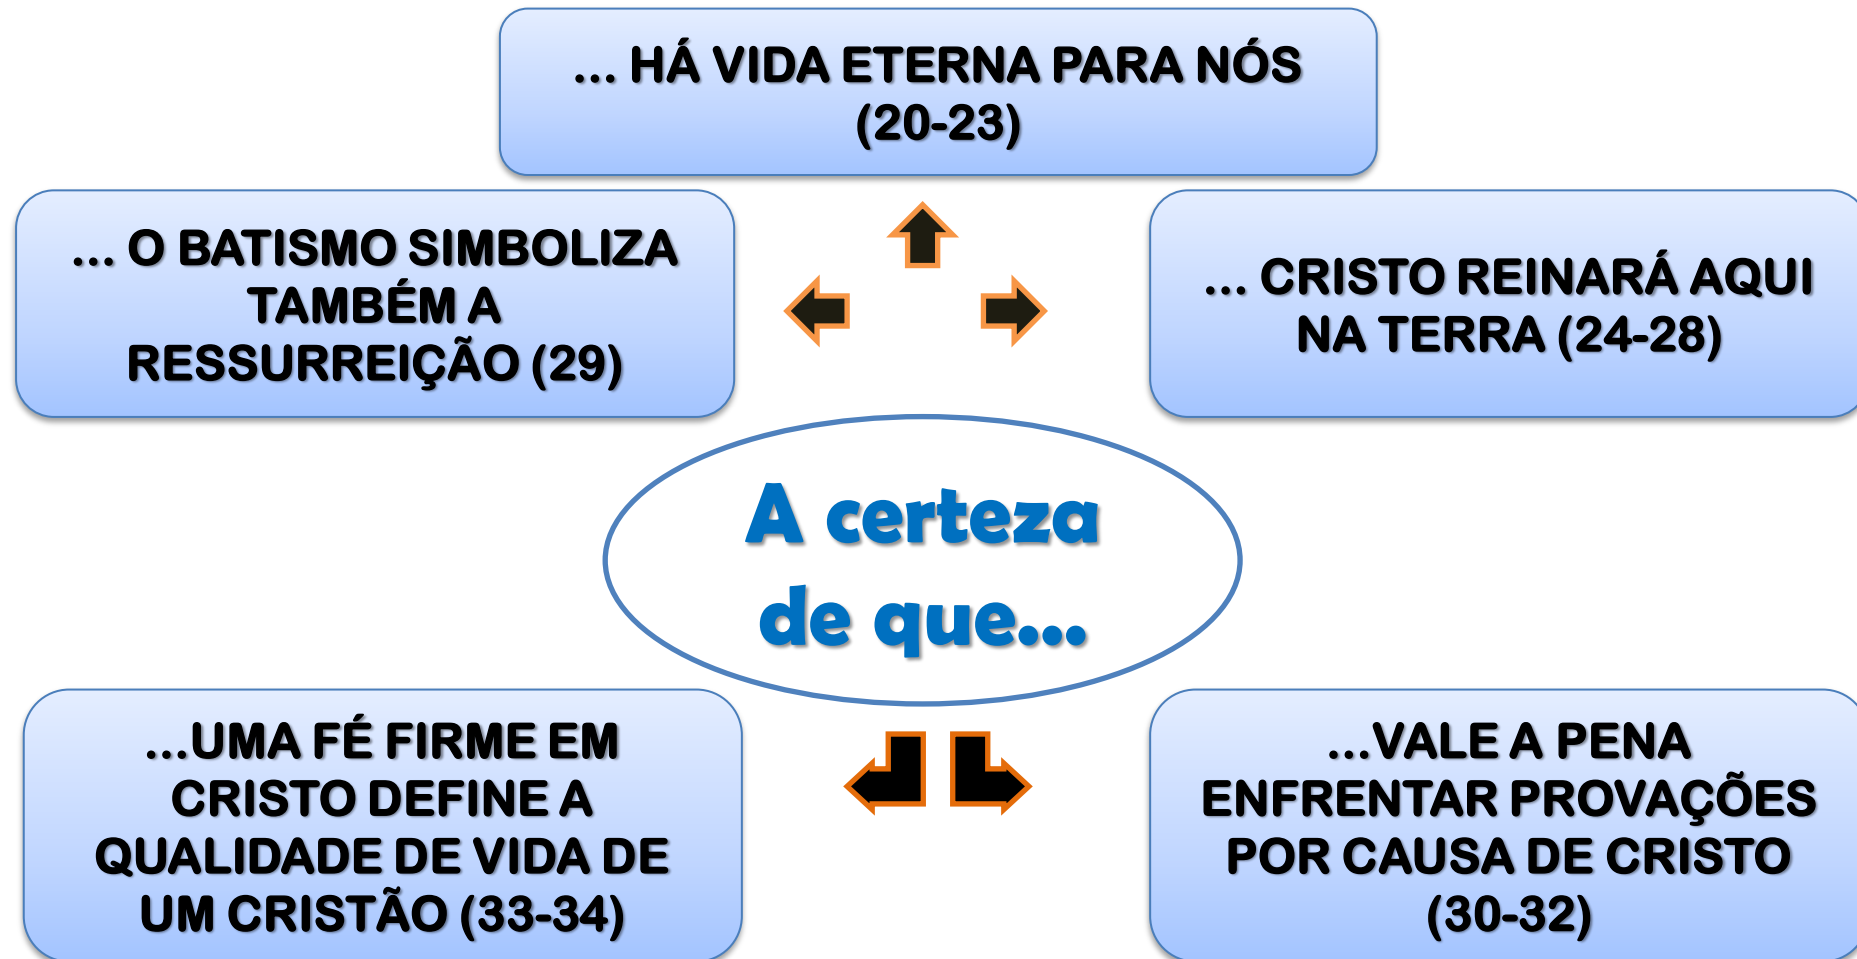 ... HÁ VIDA ETERNA PARA NÓS
(20-23)
... O BATISMO SIMBOLIZA
TAMBÉM A
RESSURREIÇÃO (29)
... CRISTO REINARÁ AQUI
NA TERRA (24-28)
A certeza
de que...
...UMA FÉ FIRME EM
CRISTO DEFINE A
QUALIDADE DE VIDA DE
UM CRISTÃO (33-34)
...VALE A PENA
ENFRENTAR PROVAÇÕES
POR CAUSA DE CRISTO
(30-32)